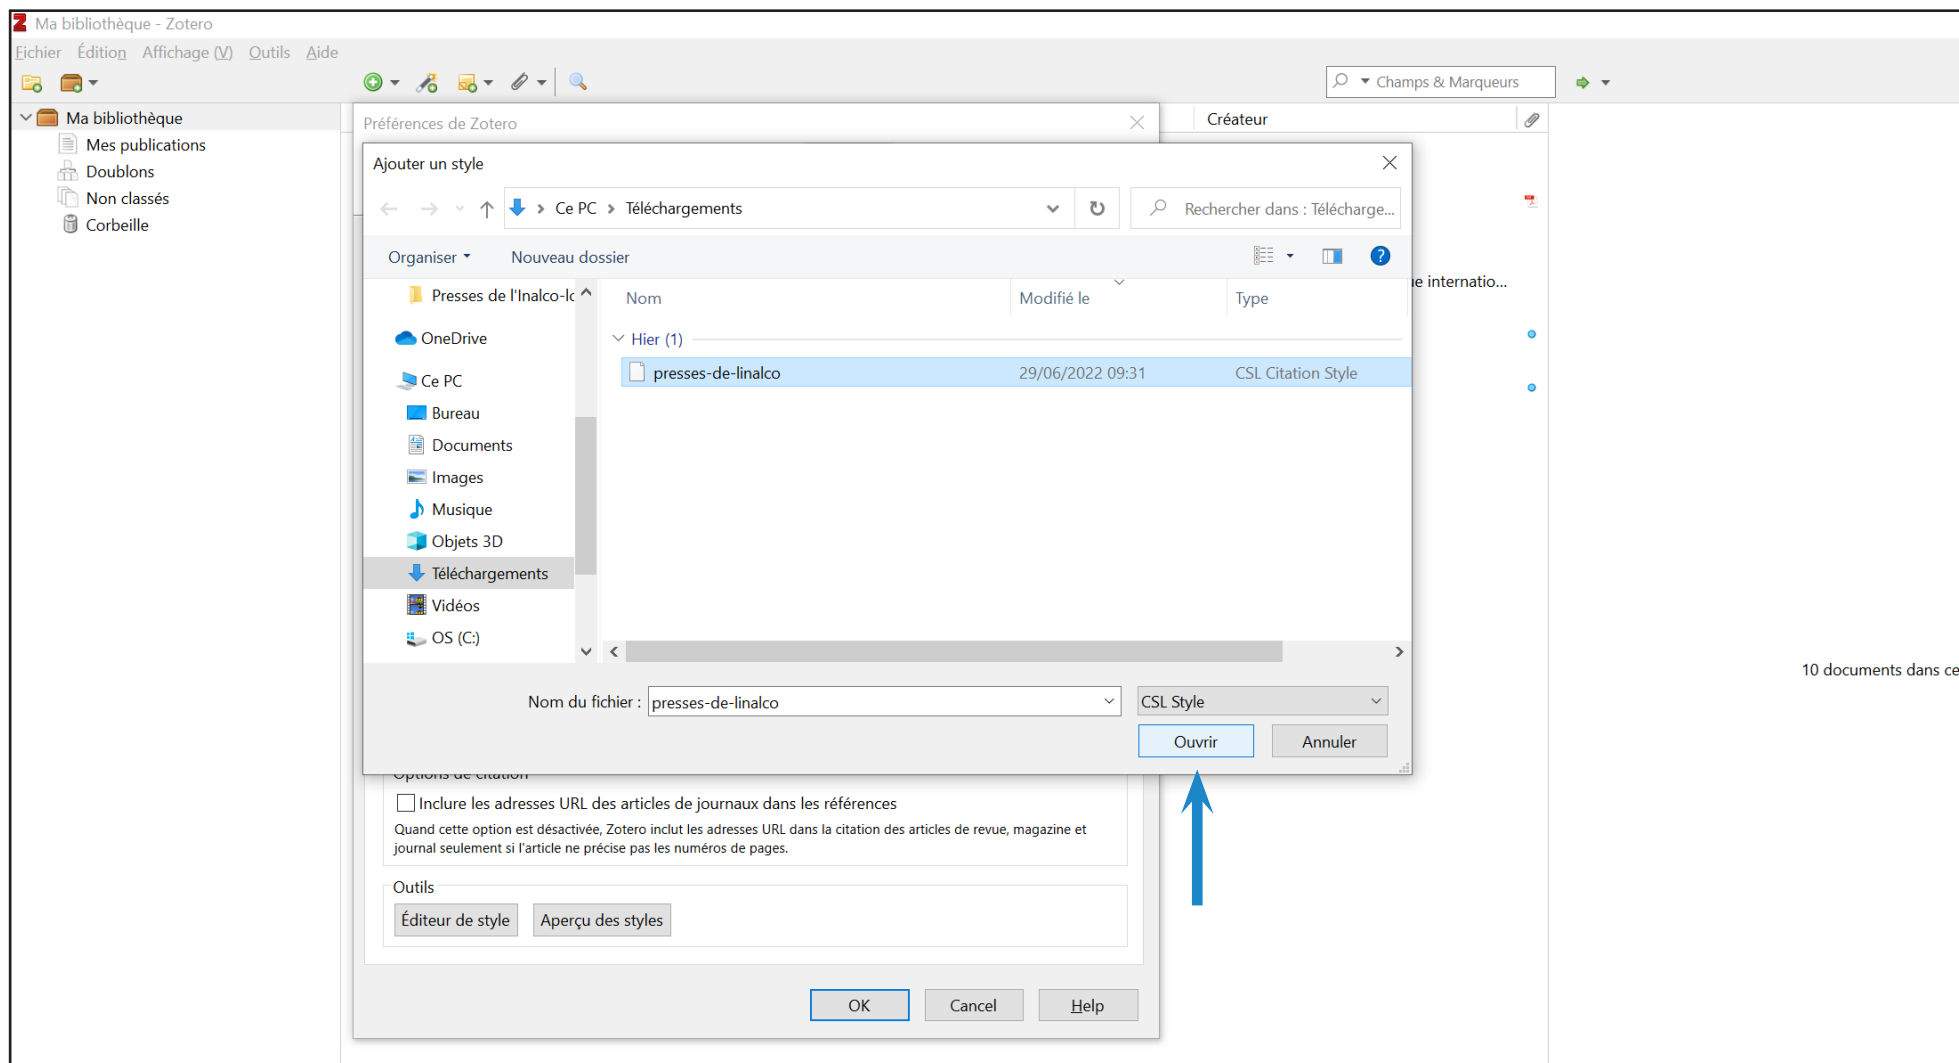 Ma bibliothèque - Zotero
Fichier Édition Affichage (V) Outils Aide
Champs & Marqueurs
Ma bibliothèque
Mes publications
Doublons
Non classés
Corbeille
Préférences de Zotero
Créateur
Ajouter un style
Ce PC > Téléchargements
Rechercher dans : Télécharge...
Organiser Nouveau dossier
Presses de l'Inalco-lo
OneDrive
Ce PC
Bureau
Documents
Images
Musique
Objets 3D
Téléchargements
Vidéos
OS (C:)
Nom Modifié le Type
Hier (1)
presses-de-linalco 29/06/2022 09:31 CSL Citation Style
ie internatio...
10 documents dans ce
Nom du fichier : presses-de-linalco CSL Style
Ouvrir Annuler
Options de citation
Inclure les adresses URL des articles de journaux dans les références
Quand cette option est désactivée, Zotero inclut les adresses URL dans la citation des articles de revue, magazine et
journal seulement si l'article ne précise pas les numéros de pages.
Outils
Éditeur de style Aperçu des styles
OK Cancel Help